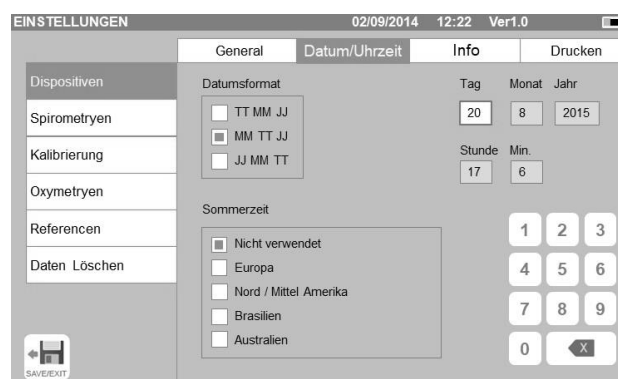 EINSTELLUNGEN 02/09/2014 12:22 Ver1.0
General Datum/Uhrzeit Info Drucken
Dispositiven
Spirometryen
Kalibrierung
Oxymetryen
Referencen
Daten Löschen
SAVE/EXIT
Datumsformat
TT MM JJ
MM TT JJ
JJ MM TT
Sommerzeit
Nicht verwendet
Europa
Nord / Mittel Amerika
Brasilien
Australien
Tag Monat Jahr
20 8 2015
Stunde Min.
17 6
1 2 3
4 5 6
7 8 9
0 X